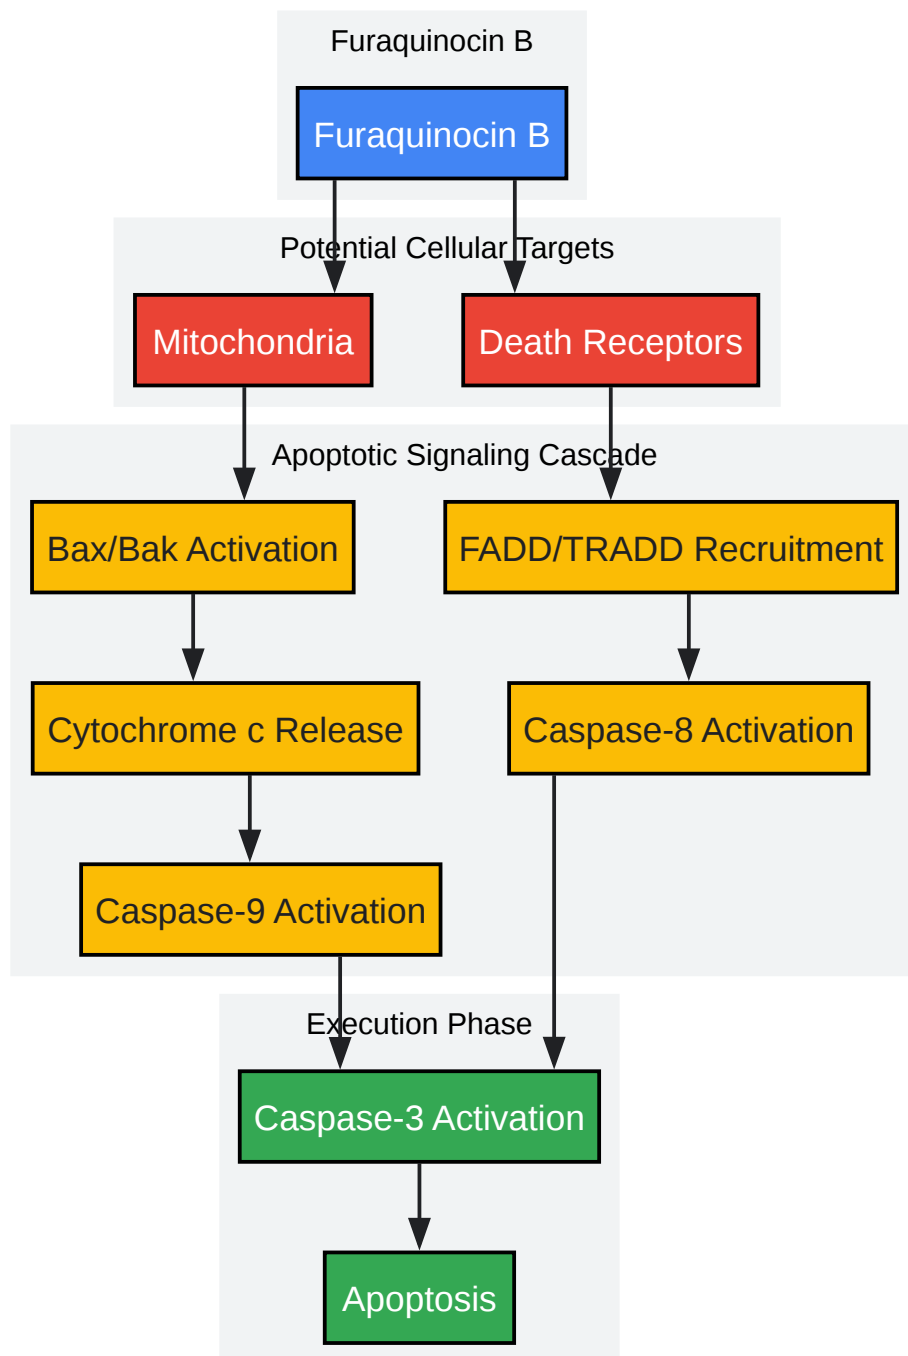 Furaquinocin B
Furaquinocin B
Potential Cellular Targets
Mitochondria
Death Receptors
Apoptotic Signaling Cascade
Bax/Bak Activation
FADD/TRADD Recruitment
Cytochrome c Release
Caspase-8 Activation
Caspase-9 Activation
Execution Phase
Caspase-3 Activation
Apoptosis